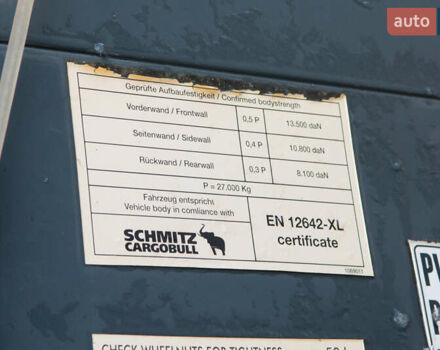 auto
Geprüfte Aufbaufestigkeit / Confirmed bodystrength
Vorderwand / Frontwall 0,5 P 13.500 daN
Seitenwand / Sidewall 0,4 P 10.800 daN
Rückwand / Rearwall 0,3 P 8.100 daN
P = 27.000 Kg
Fahrzeug entspricht
Vehicle body in comliance with
EN 12642-XL
certificate
SCHMITZ
CARGOBULL
1069011
CHECK WHEELNUTS FOR TIGHTNESS